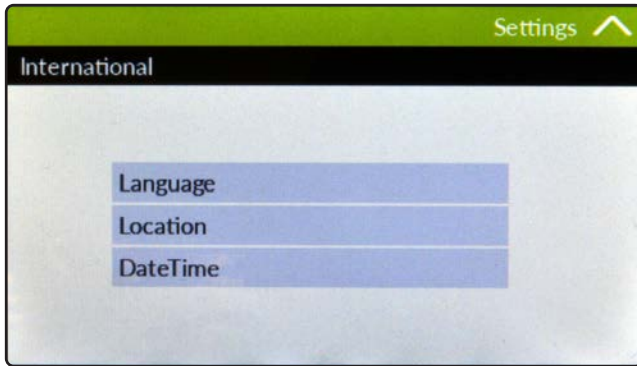 Settings
International
Language
Location
DateTime